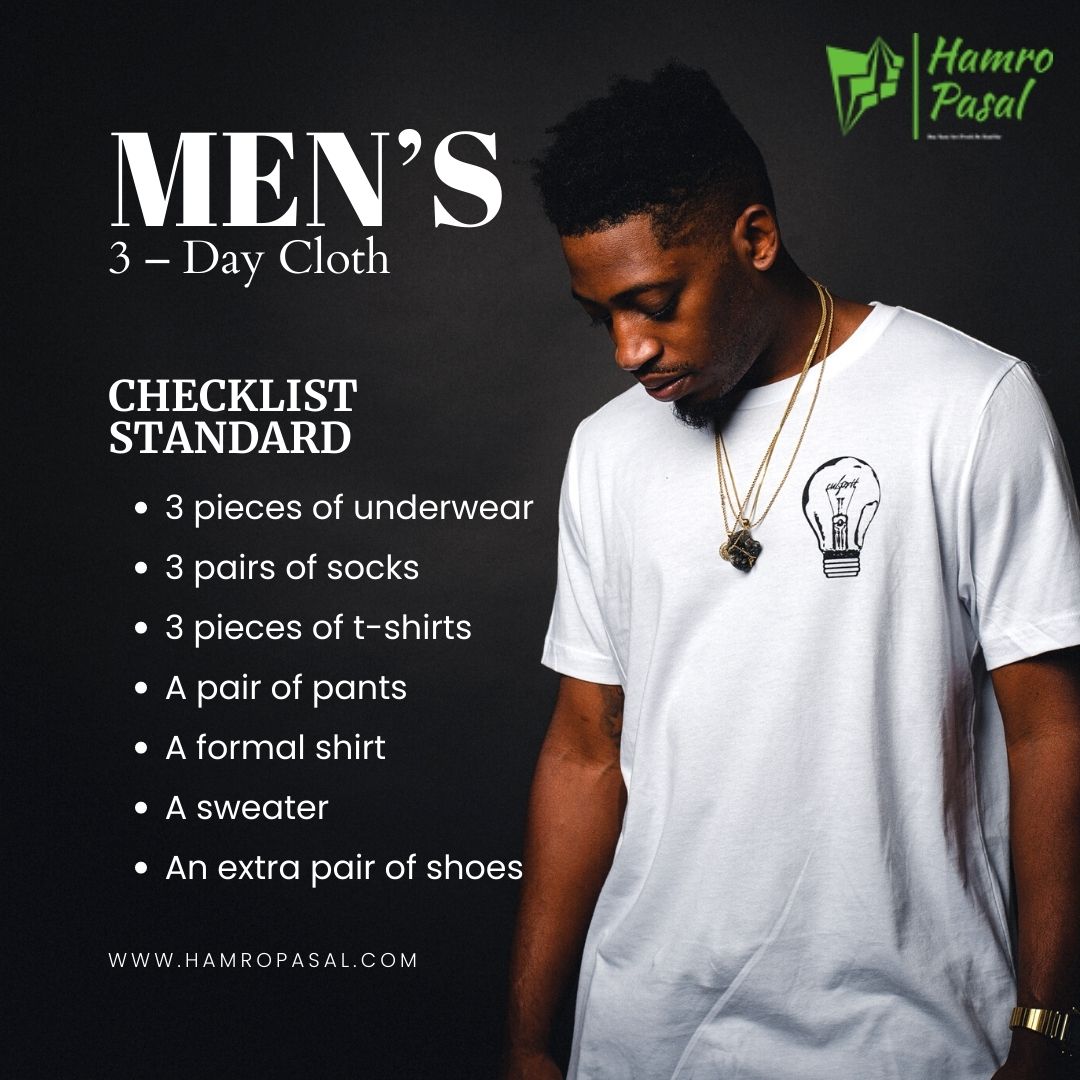 Hamro
Pasal
MEN'S
3 – Day Cloth
CHECKLIST
STANDARD
• 3 pieces of underwear
• 3 pairs of socks
• 3 pieces of t-shirts
• A pair of pants
• A formal shirt
• A sweater
• An extra pair of shoes
culprit
WWW.HAMROPASAL.COM